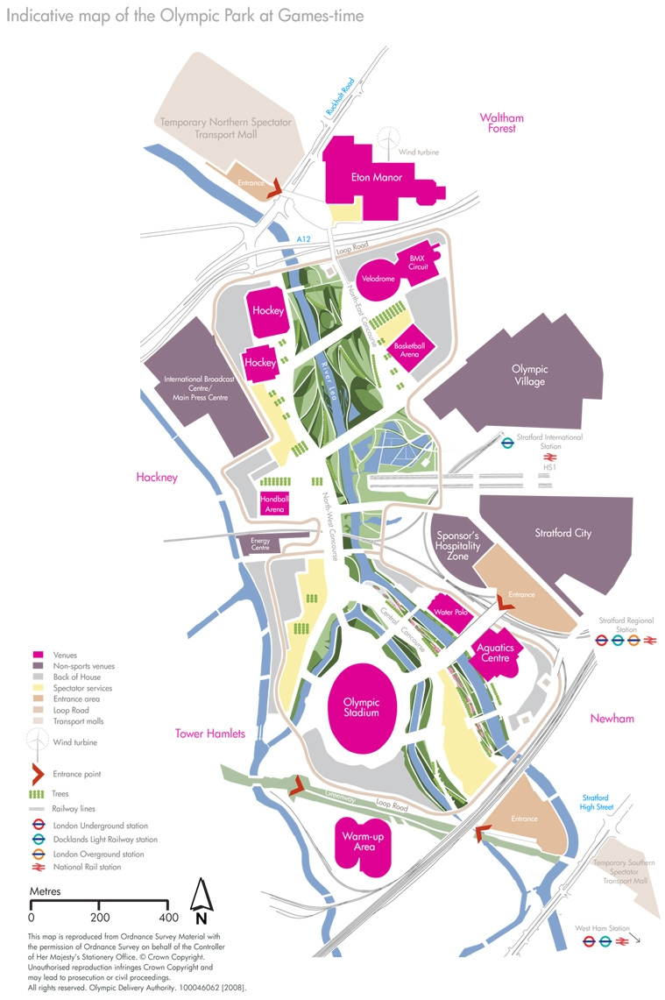 Indicative map of the Olympic Park at Games-time
Ruckholt Road
Waltham
Forest
Temporary Northern Spectator
Transport Mall
Wind turbine
Eton Manor
Entrance
A12
Loop Road
BMX
Circuit
Velodrome
North-East Concourse
Hockey
Basketball
Arena
Hockey
River Lea
Olympic
Village
International Broadcast
Centre/
Main Press Centre
Stratford International
Station
HS1
Hackney
Handball
Arena
North-West Concourse
Energy
Centre
Sponsor's
Hospitality
Zone
Stratford City
Entrance
Water Polo
Central Concourse
Stratford Regional
Station
Aquatics
Centre
Olympic
Stadium
Newham
Tower Hamlets
Venues
Non-sports venues
Back of House
Spectator services
Entrance area
Loop Road
Transport malls
Wind turbine
Entrance point
Trees
Railway lines
London Underground station
Docklands Light Railway station
London Overground station
National Rail station
Greenway
Loop Road
Stratford
High Street
Entrance
Warm-up
Area
Temporary Southern
Spectator
Transport Mall
West Ham Station
Metres
0 200 400
N
This map is reproduced from Ordnance Survey Material with
the permission of Ordnance Survey on behalf of the Controller
of Her Majesty's Stationery Office. © Crown Copyright.
Unauthorised reproduction infringes Crown Copyright and
may lead to prosecution or civil proceedings.
All rights reserved. Olympic Delivery Authority. 100046062 [2008].